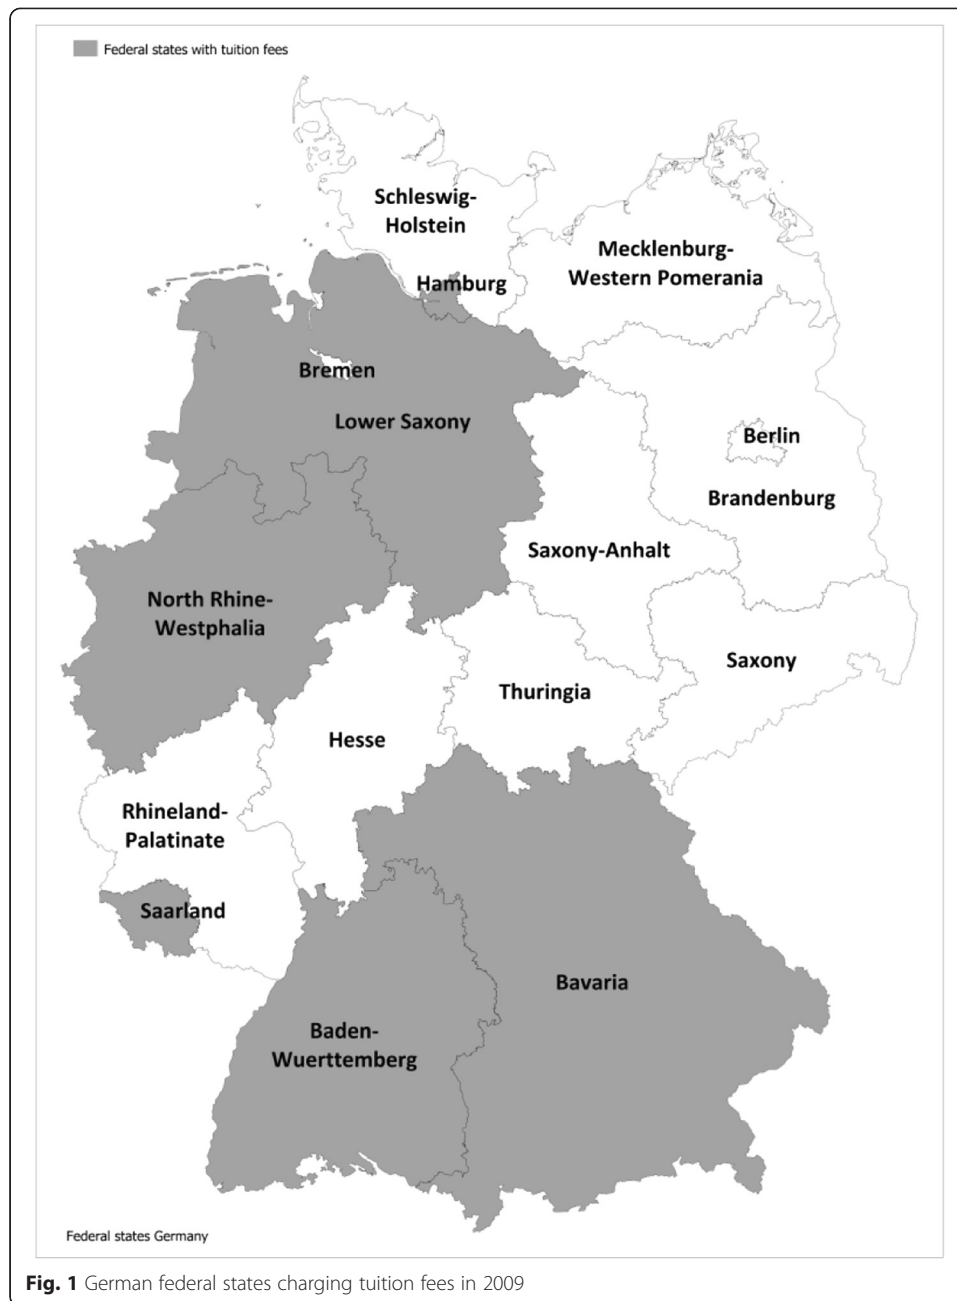 Federal states with tuition fees
Schleswig-
Holstein
Mecklenburg-
Western Pomerania
Hamburg
Bremen
Lower Saxony
Berlin
Brandenburg
Saxony-Anhalt
North Rhine-
Westphalia
Saxony
Thuringia
Hesse
Rhineland-
Palatinate
Saarland
Bavaria
Baden-
Wuerttemberg
Federal states Germany
Fig. 1 German federal states charging tuition fees in 2009